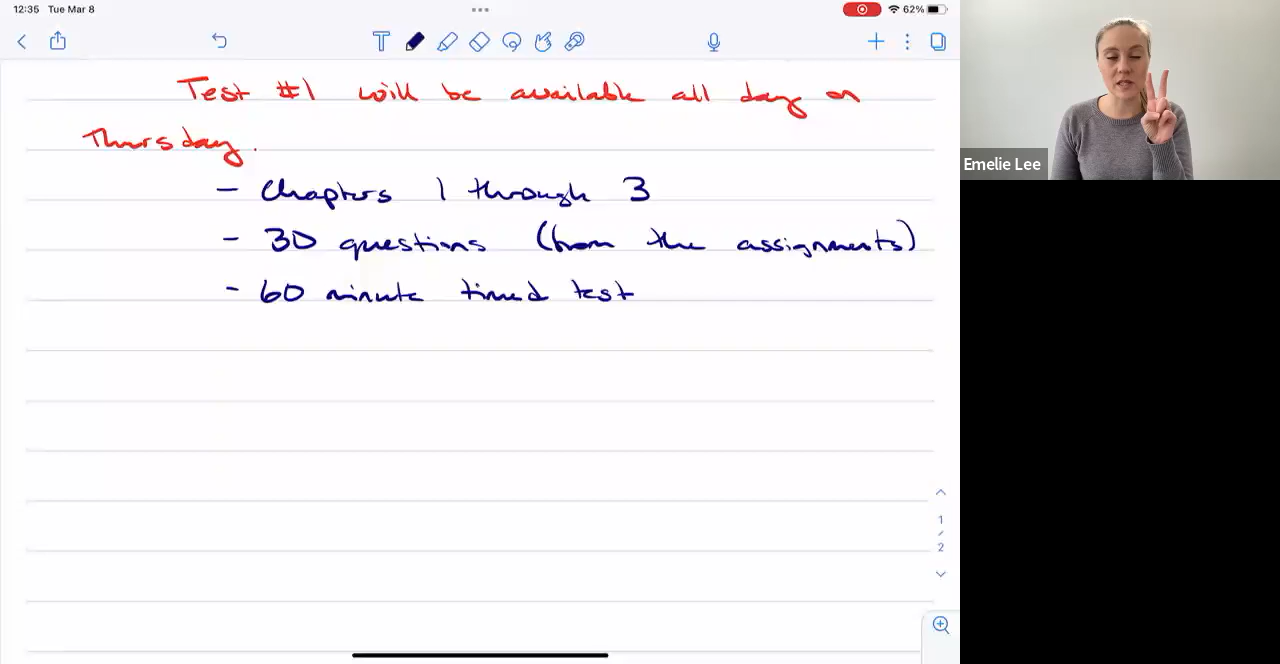 12:35 Tue Mar 8
62%
Test #1 will be available all day on
Thursday.
- Chapters 1 through 3
- 30 questions (from the assignments)
- 60 minute timed test
Emelie Lee
1
/
2